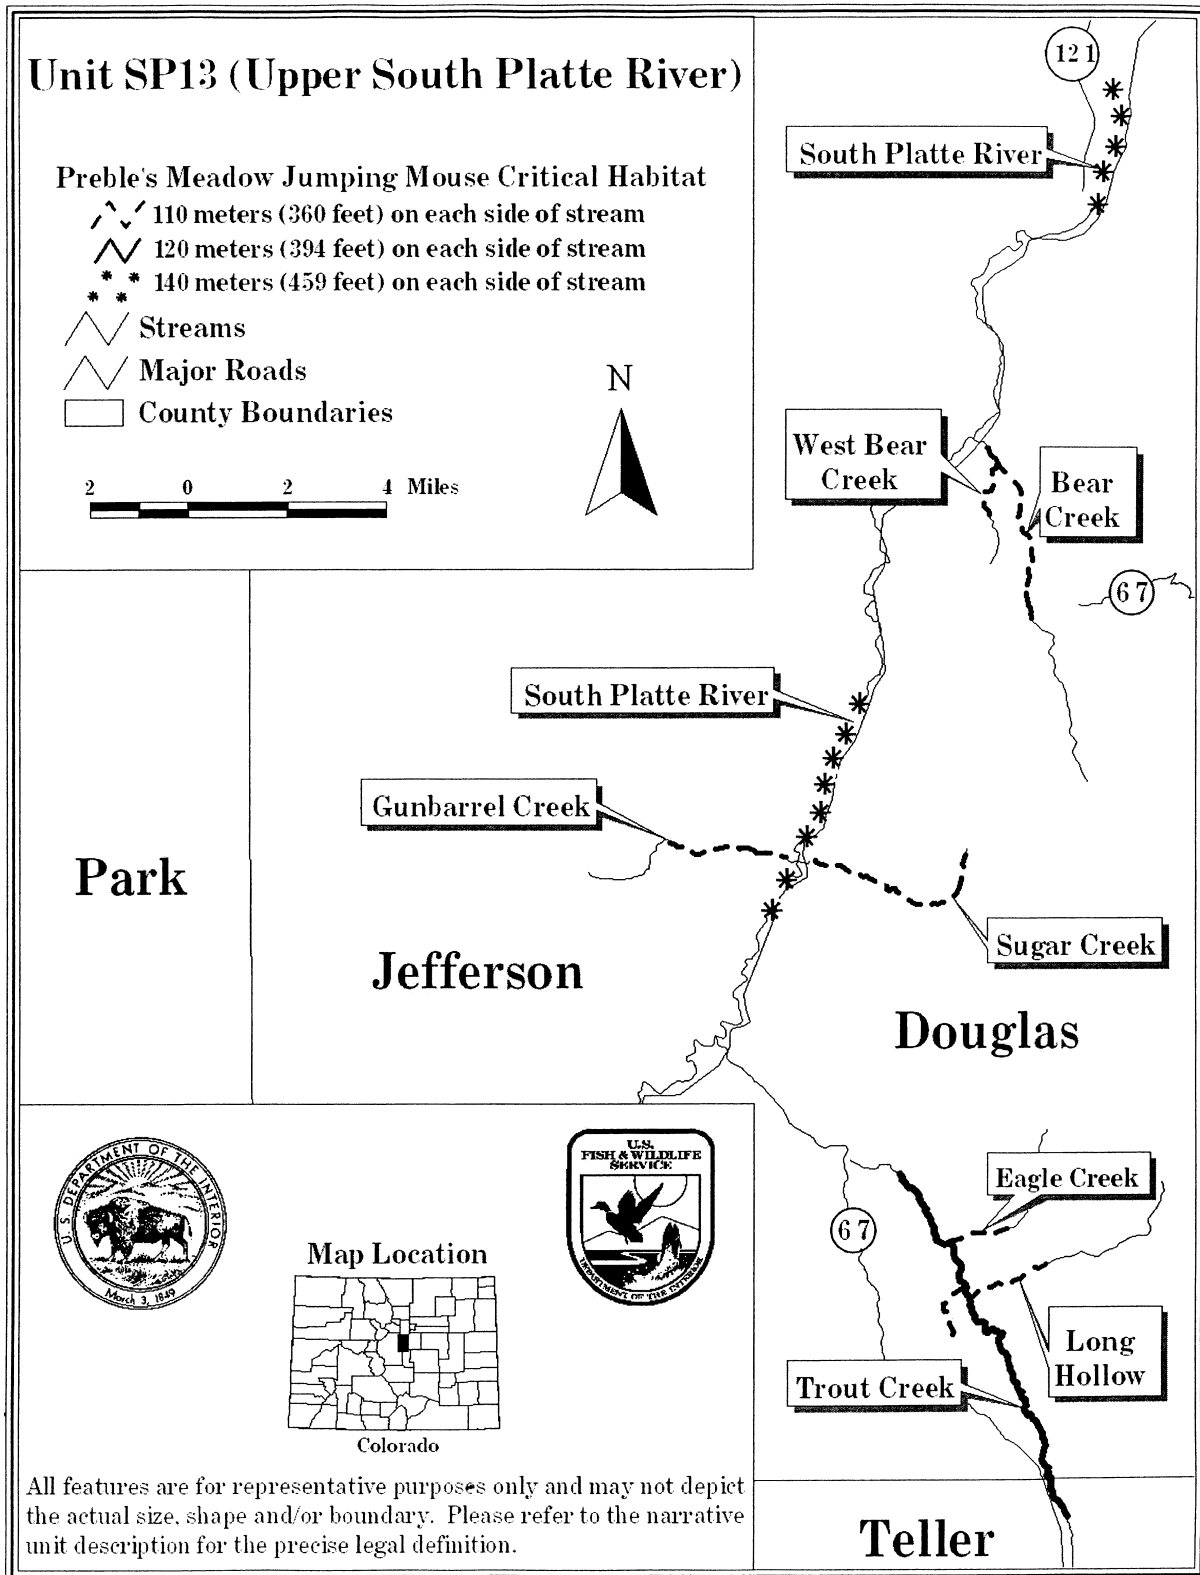 Unit SP13 (Upper South Platte River)
Preble's Meadow Jumping Mouse Critical Habitat
110 meters (360 feet) on each side of stream
120 meters (394 feet) on each side of stream
140 meters (459 feet) on each side of stream
Streams
Major Roads
County Boundaries
N
2 0 2 4 Miles
121
South Platte River
West Bear
Creek
Bear
Creek
67
South Platte River
Gunbarrel Creek
Sugar Creek
Park
Jefferson
Douglas
Eagle Creek
67
Long
Hollow
Trout Creek
Teller
U. S. DEPARTMENT OF THE INTERIOR
March 3, 1849
U.S.
FISH & WILDLIFE
SERVICE
DEPARTMENT OF THE INTERIOR
Map Location
Colorado
All features are for representative purposes only and may not depict
the actual size, shape and/or boundary. Please refer to the narrative
unit description for the precise legal definition.